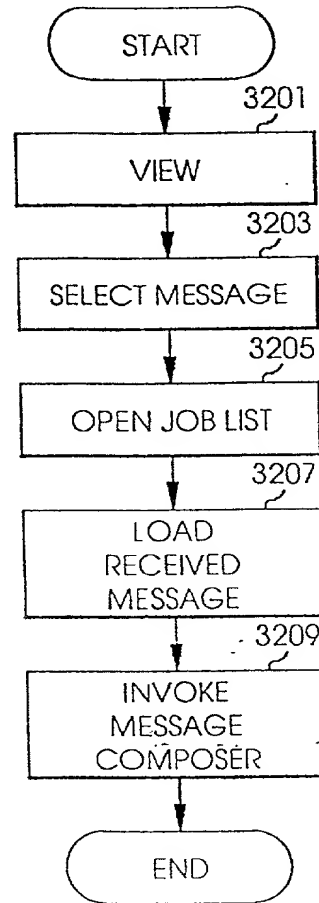 START
3201
VIEW
3203
SELECT MESSAGE
3205
OPEN JOB LIST
3207
LOAD
RECEIVED
MESSAGE
3209
INVOKE
MESSAGE
COMPOSER
END